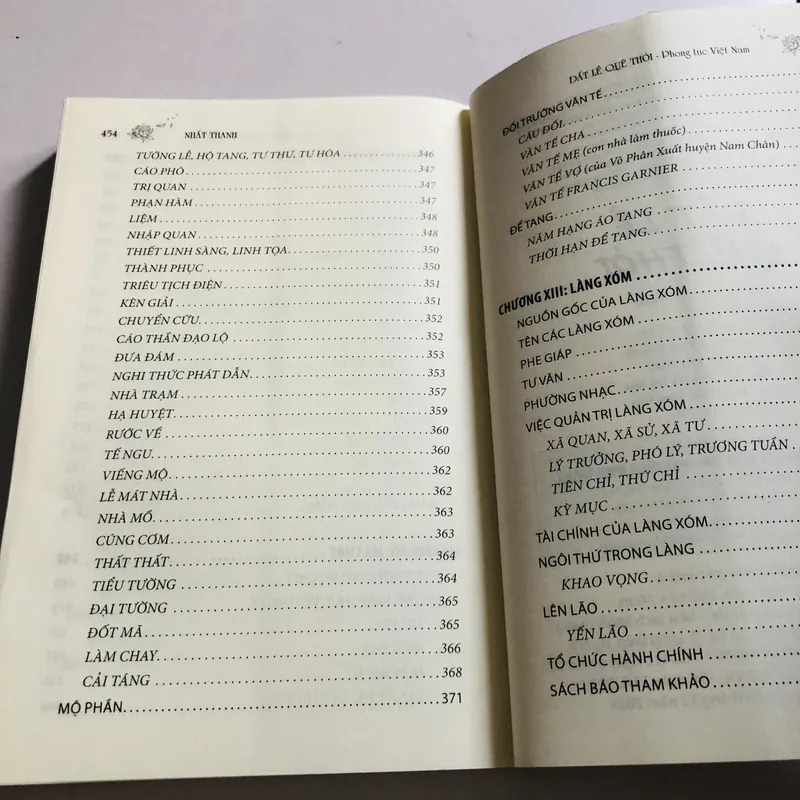 454 NHẤT THANH
TƯỚNG LỄ, HỘ TANG, TƯ THƯ, TƯ HÓA 346
CÁO PHÓ 347
TRỊ QUAN 347
PHẠN HÀM 347
LIỆM 348
NHẬP QUAN 348
THIẾT LINH SÀNG, LINH TỌA 350
THÀNH PHỤC 350
TRIÊU TỊCH ĐIỆN 351
KÈN GIẢI 351
CHUYỂN CỮU 352
CÁO THẦN ĐẠO LỘ 352
ĐƯA ĐÁM 353
NGHI THỨC PHÁT DẪN 353
NHÀ TRẠM 357
HẠ HUYỆT 359
RƯỚC VỀ 360
TẾ NGU 360
VIẾNG MỘ 362
LỄ MÁT NHÀ 362
NHÀ MỒ 363
CÚNG CƠM 363
THẤT THẤT 364
TIỂU TƯỜNG 364
ĐẠI TƯỜNG 365
ĐỐT MÃ 365
LÀM CHAY 366
CẢI TÁNG 368
MỘ PHẦN 371
ĐẤT LỀ QUÊ THÓI - Phong tục Việt Nam
ĐỐI TRƯỚNG VĂN TẾ
CÂU ĐỐI
VĂN TẾ CHA
VĂN TẾ MẸ (con nhà làm thuốc)
VĂN TẾ VỢ (của Võ Phân Xuất huyện Nam Chân)
VĂN TẾ FRANCIS GARNIER
ĐỂ TANG
NĂM HẠNG ÁO TANG
THỜI HẠN ĐỂ TANG
CHƯƠNG XIII: LÀNG XÓM
NGUỒN GỐC CỦA LÀNG XÓM
TÊN CÁC LÀNG XÓM
PHE GIÁP
TƯ VĂN
PHƯỜNG NHẠC
VIỆC QUẢN TRỊ LÀNG XÓM
XÃ QUAN, XÃ SỬ, XÃ TƯ
LÝ TRƯỞNG, PHÓ LÝ, TRƯƠNG TUẦN
TIÊN CHỈ, THỨ CHỈ
KỲ MỤC
TÀI CHÍNH CỦA LÀNG XÓM
NGÔI THỨ TRONG LÀNG
KHAO VỌNG
LÊN LÃO
YẾN LÃO
TỔ CHỨC HÀNH CHÍNH
SÁCH BÁO THAM KHẢO